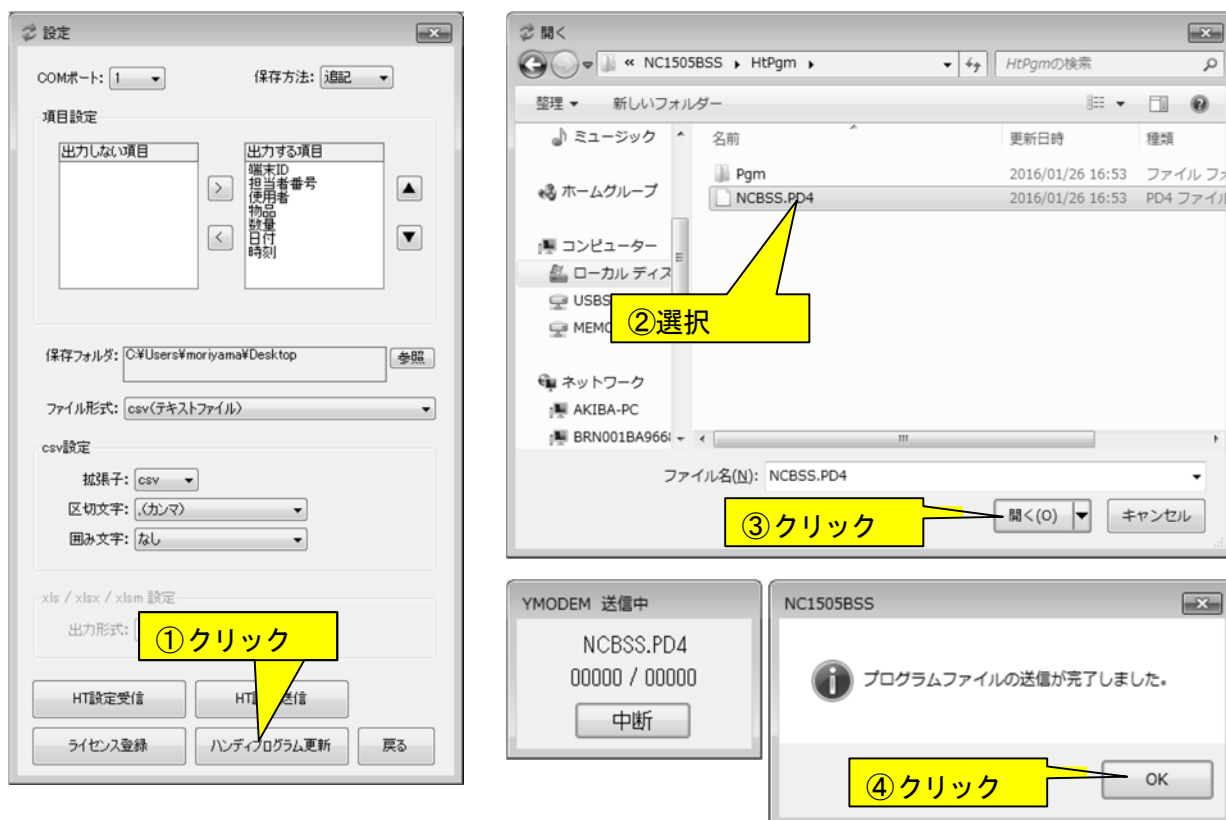 設定
COMポート: 1
保存方法: 追記
項目設定
出力しない項目
出力する項目
端末ID
担当者番号
使用者
物品
数量
日付
時刻
>
<
▲
▼
保存フォルダ: C:¥Users¥moriyama¥Desktop
参照
ファイル形式: csv(テキストファイル)
csv設定
拡張子: csv
区切文字: ,(カンマ)
囲み文字: なし
xls / xlsx / xlsm 設定
出力形式:
①クリック
HT設定受信
送信
ライセンス登録
ハンディプログラム更新
戻る
開く
« NC1505BSS HtPgm
HtPgmの検索
整理 新しいフォルダー
ミュージック
ホームグループ
コンピューター
ローカル ディス
USBS
MEMO
ネットワーク
AKIBA-PC
BRN001BA966
名前 更新日時 種類
Pgm 2016/01/26 16:53 ファイル フ
NCBSS.PD4 2016/01/26 16:53 PD4 ファイル
②選択
ファイル名(N): NCBSS.PD4
③クリック
開く(O)
キャンセル
YMODEM 送信中
NCBSS.PD4
00000 / 00000
中断
NC1505BSS
プログラムファイルの送信が完了しました。
④クリック
OK